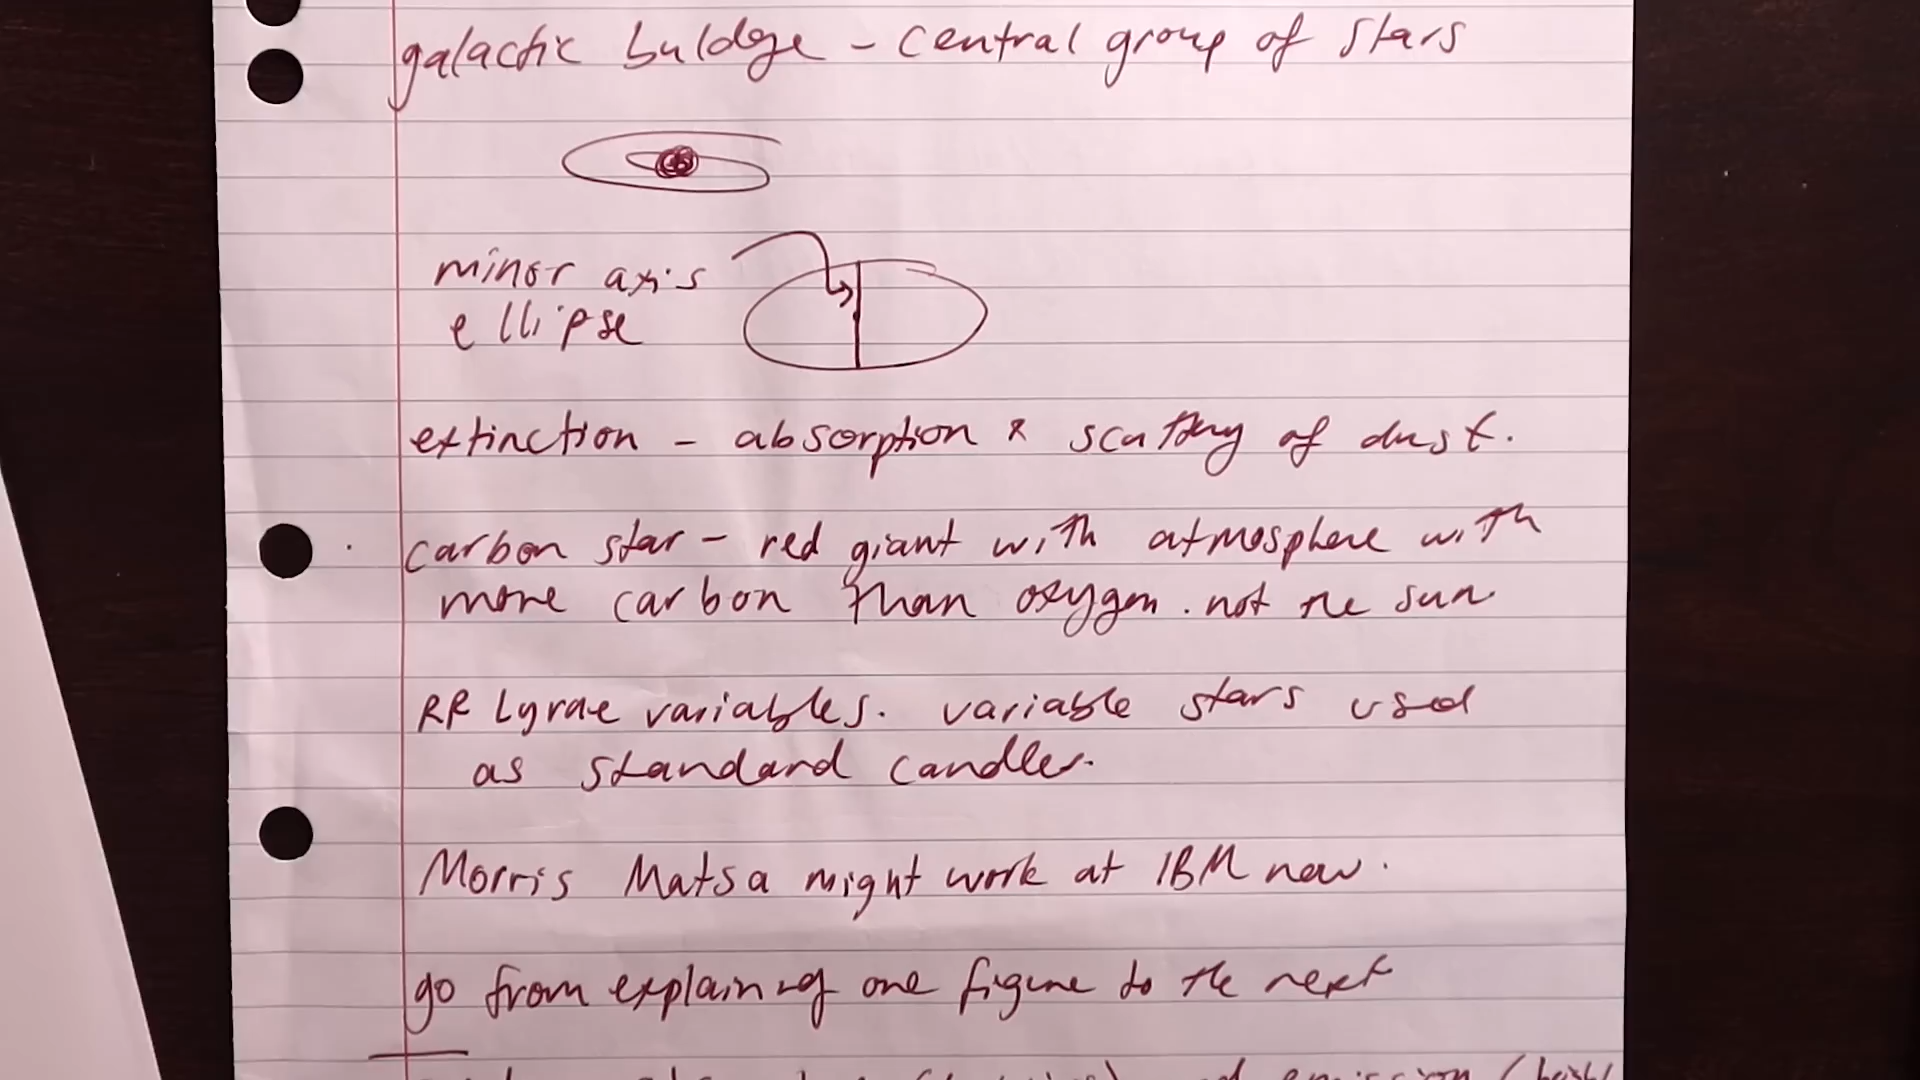 galactic buldge - central group of stars
minor axis
ellipse
extinction - absorption & scattng of dust.
carbon star - red giant with atmosphere with
more carbon than oxygen. not the sun
RR Lyrae variables. variable stars used
as standard candles.
Morris Matsa might work at IBM now.
go from explaining one figure to the next
emission (